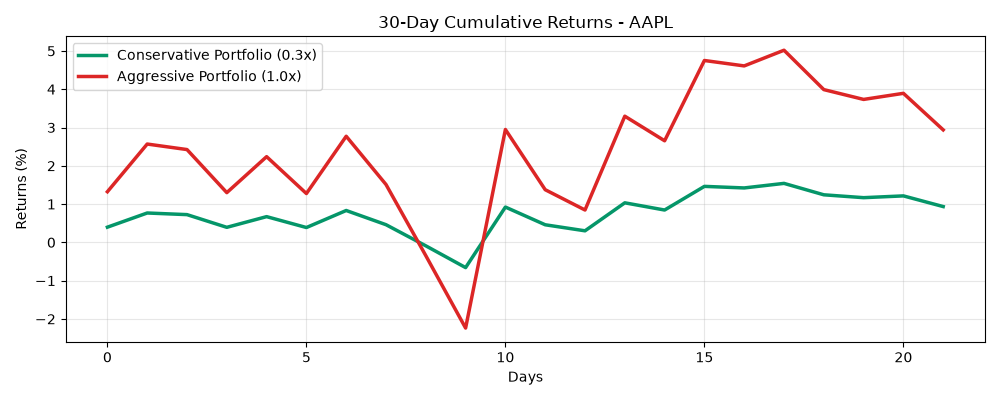 30-Day Cumulative Returns - AAPL
Conservative Portfolio (0.3x)
Aggressive Portfolio (1.0x)
Returns (%)
5
4
3
2
1
0
−1
−2
0 5 10 15 20
Days